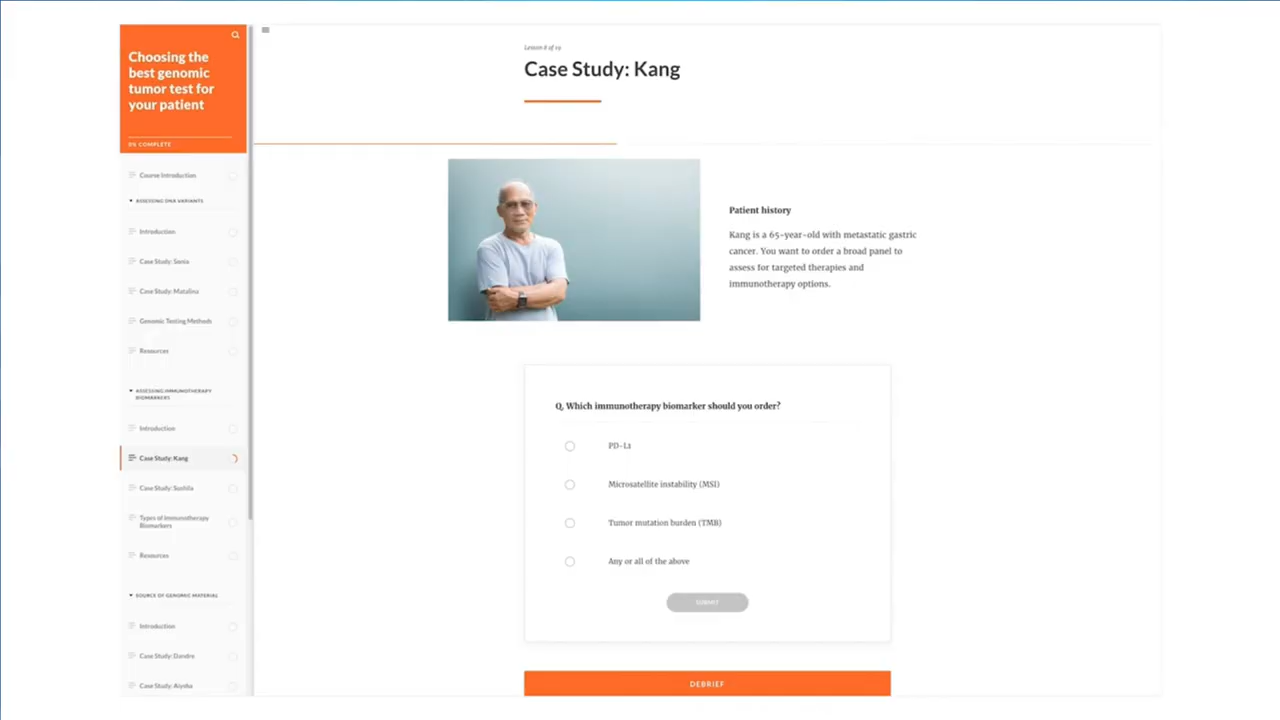 Choosing the
best genomic
tumor test for
your patient
0% COMPLETE
Course Introduction
ASSESSING DNA VARIANTS
Introduction
Case Study: Sania
Case Study: Matalina
Genomic Testing Methods
Resources
ASSESSING IMMUNOTHERAPY
BIOMARKERS
Introduction
Case Study: Kang
Case Study: Sushila
Types of Immunotherapy
Biomarkers
Resources
SOURCE OF GENOMIC MATERIAL
Introduction
Case Study: Dandre
Case Study: Aiysha
Lesson 8 of 19
Case Study: Kang
Patient history
Kang is a 65-year-old with metastatic gastric
cancer. You want to order a broad panel to
assess for targeted therapies and
immunotherapy options.
Q. Which immunotherapy biomarker should you order?
PD-L1
Microsatellite instability (MSI)
Tumor mutation burden (TMB)
Any or all of the above
SUBMIT
DEBRIEF